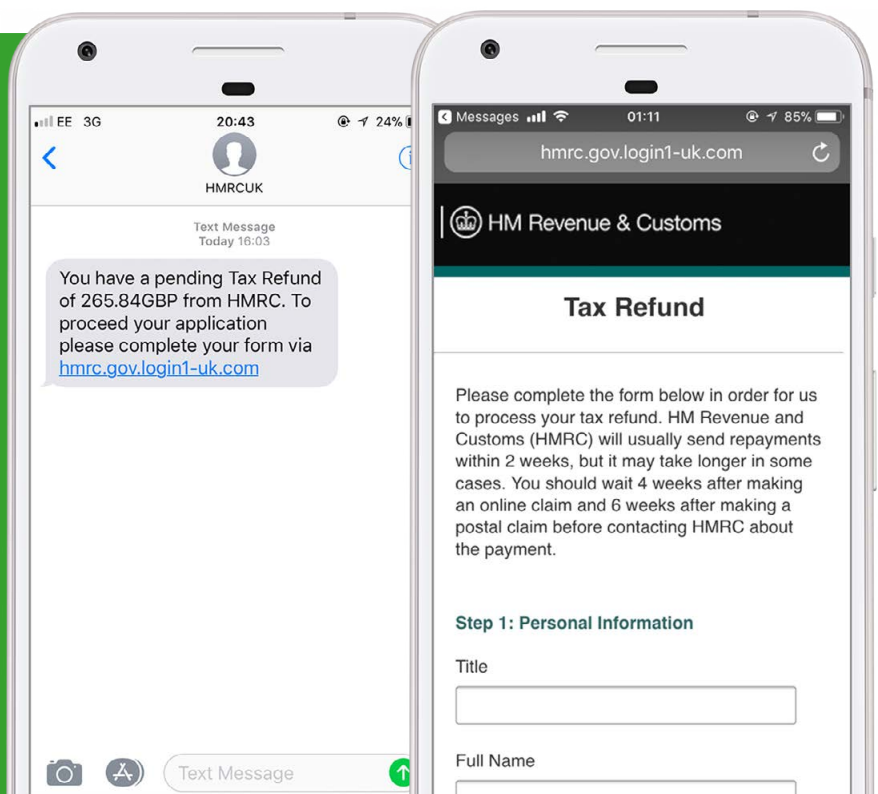 EE 3G 20:43 24%
HMRCUK
Text Message
Today 16:03
You have a pending Tax Refund
of 265.84GBP from HMRC. To
proceed your application
please complete your form via
hmrc.gov.login1-uk.com
Text Message
Messages 01:11 85%
hmrc.gov.login1-uk.com
HM Revenue & Customs
Tax Refund
Please complete the form below in order for us
to process your tax refund. HM Revenue and
Customs (HMRC) will usually send repayments
within 2 weeks, but it may take longer in some
cases. You should wait 4 weeks after making
an online claim and 6 weeks after making a
postal claim before contacting HMRC about
the payment.
Step 1: Personal Information
Title
Full Name